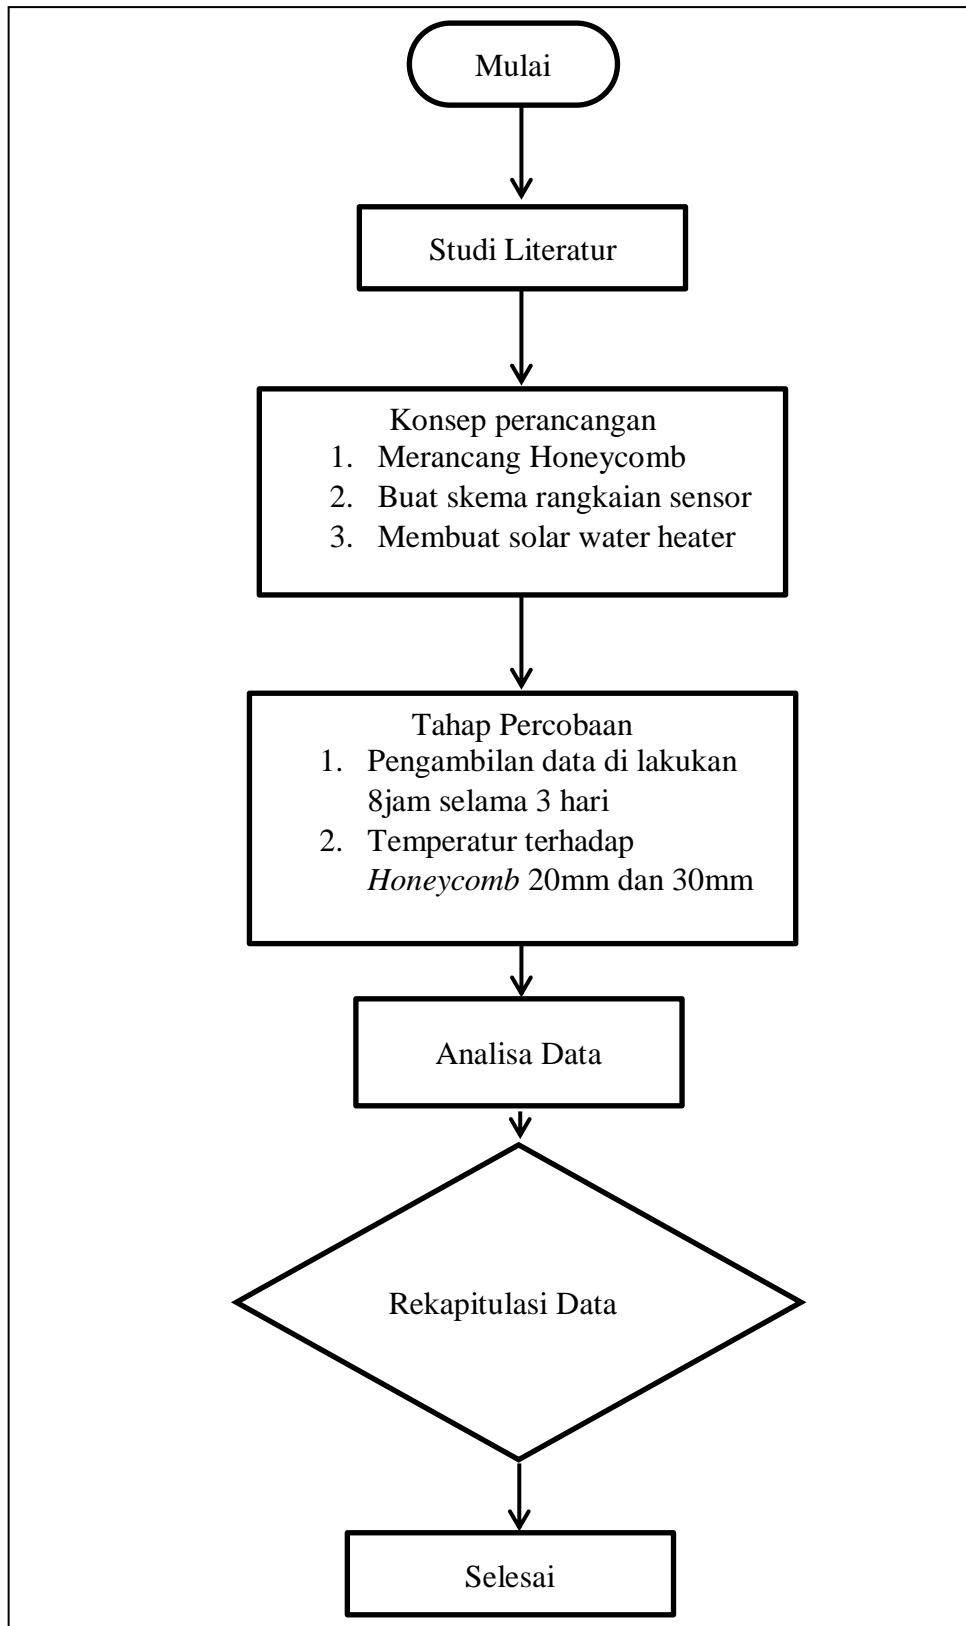 Mulai
Studi Literatur
Konsep perancangan
1. Merancang Honeycomb
2. Buat skema rangkaian sensor
3. Membuat solar water heater
Tahap Percobaan
1. Pengambilan data di lakukan
8jam selama 3 hari
2. Temperatur terhadap
Honeycomb 20mm dan 30mm
Analisa Data
Rekapitulasi Data
Selesai